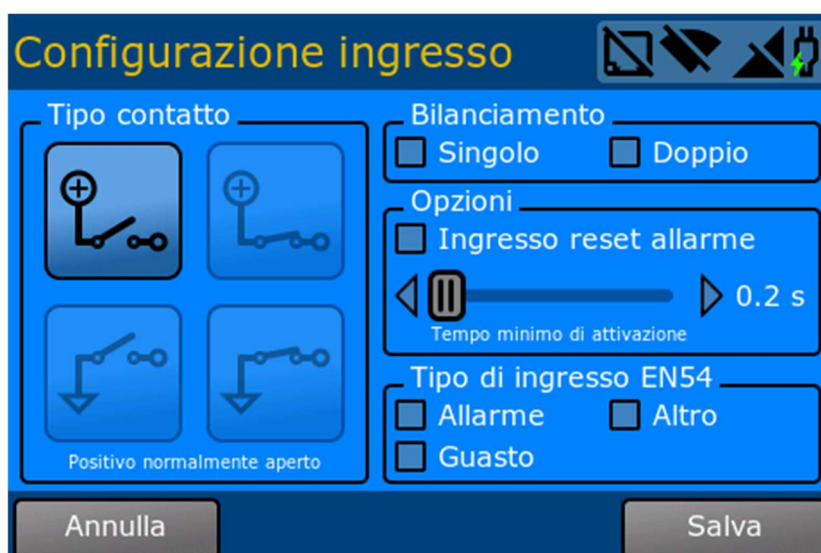 Configurazione ingresso
Tipo contatto
Positivo normalmente aperto
Bilanciamento
Singolo Doppio
Opzioni
Ingresso reset allarme
0.2 s
Tempo minimo di attivazione
Tipo di ingresso EN54
Allarme Altro
Guasto
Annulla Salva